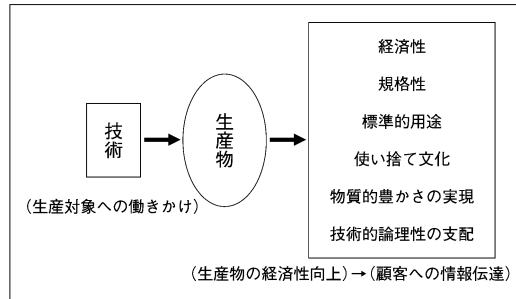 技術
(生産対象への働きかけ)
生産物
経済性
規格性
標準的用途
使い捨て文化
物質的豊かさの実現
技術的論理性の支配
(生産物の経済性向上)→(顧客への情報伝達)